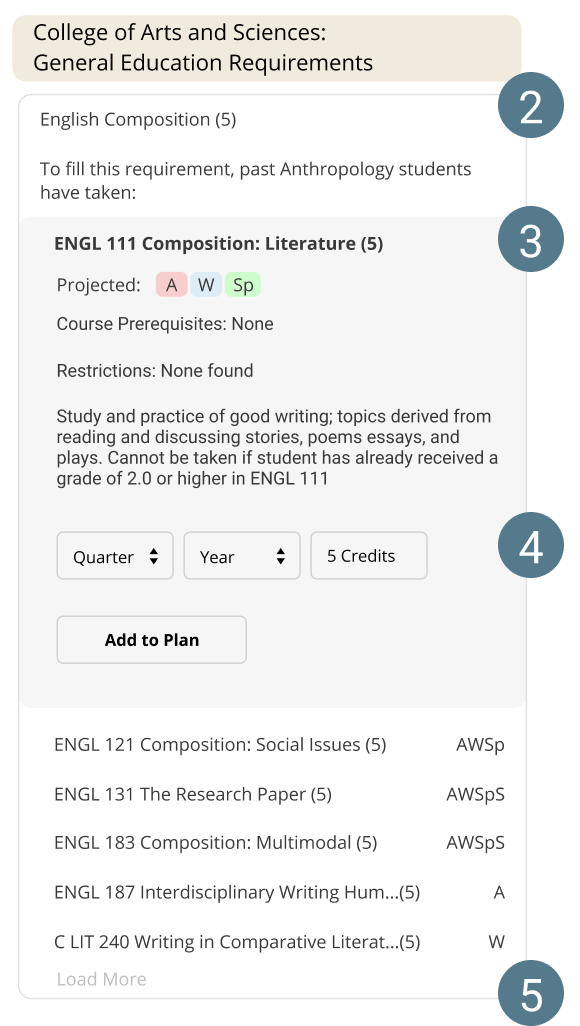 College of Arts and Sciences:
General Education Requirements
2
English Composition (5)
To fill this requirement, past Anthropology students
have taken:
3
ENGL 111 Composition: Literature (5)
Projected: A W Sp
Course Prerequisites: None
Restrictions: None found
Study and practice of good writing; topics derived from
reading and discussing stories, poems essays, and
plays. Cannot be taken if student has already received a
grade of 2.0 or higher in ENGL 111
4
Quarter Year 5 Credits
Add to Plan
ENGL 121 Composition: Social Issues (5) AWSp
ENGL 131 The Research Paper (5) AWSpS
ENGL 183 Composition: Multimodal (5) AWSpS
ENGL 187 Interdisciplinary Writing Hum...(5) A
C LIT 240 Writing in Comparative Literat...(5) W
Load More
5